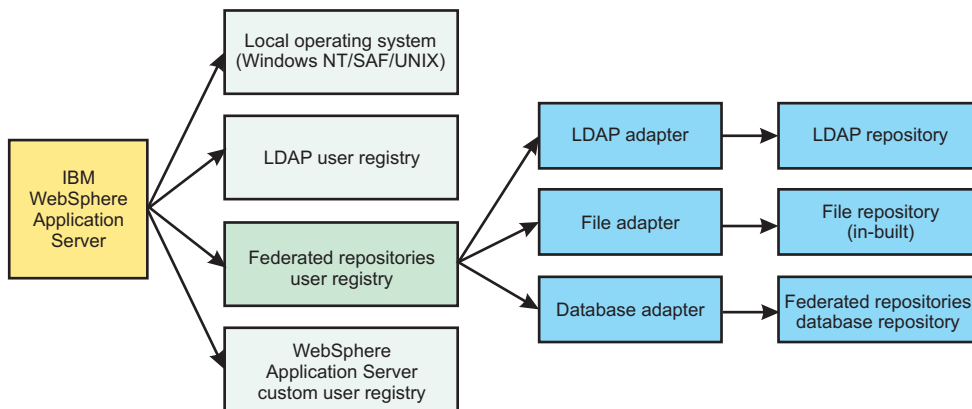 IBM
WebSphere
Application
Server
Local operating system
(Windows NT/SAF/UNIX)
LDAP user registry
Federated repositories
user registry
WebSphere
Application Server
custom user registry
LDAP adapter
File adapter
Database adapter
LDAP repository
File repository
(in-built)
Federated repositories
database repository